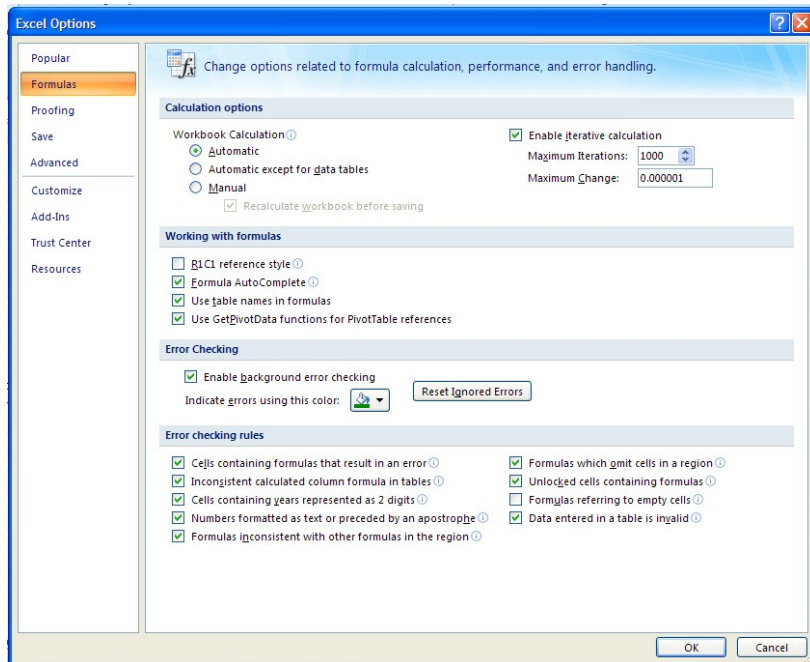 Excel Options
Popular
Formulas
Proofing
Save
Advanced
Customize
Add-Ins
Trust Center
Resources
Change options related to formula calculation, performance, and error handling.
Calculation options
Workbook Calculation
Automatic
Automatic except for data tables
Manual
Recalculate workbook before saving
Enable iterative calculation
Maximum Iterations: 1000
Maximum Change: 0.000001
Working with formulas
R1C1 reference style
Formula AutoComplete
Use table names in formulas
Use GetPivotData functions for PivotTable references
Error Checking
Enable background error checking
Indicate errors using this color:
Reset Ignored Errors
Error checking rules
Cells containing formulas that result in an error
Inconsistent calculated column formula in tables
Cells containing years represented as 2 digits
Numbers formatted as text or preceded by an apostrophe
Formulas inconsistent with other formulas in the region
Formulas which omit cells in a region
Unlocked cells containing formulas
Formulas referring to empty cells
Data entered in a table is invalid
OK
Cancel